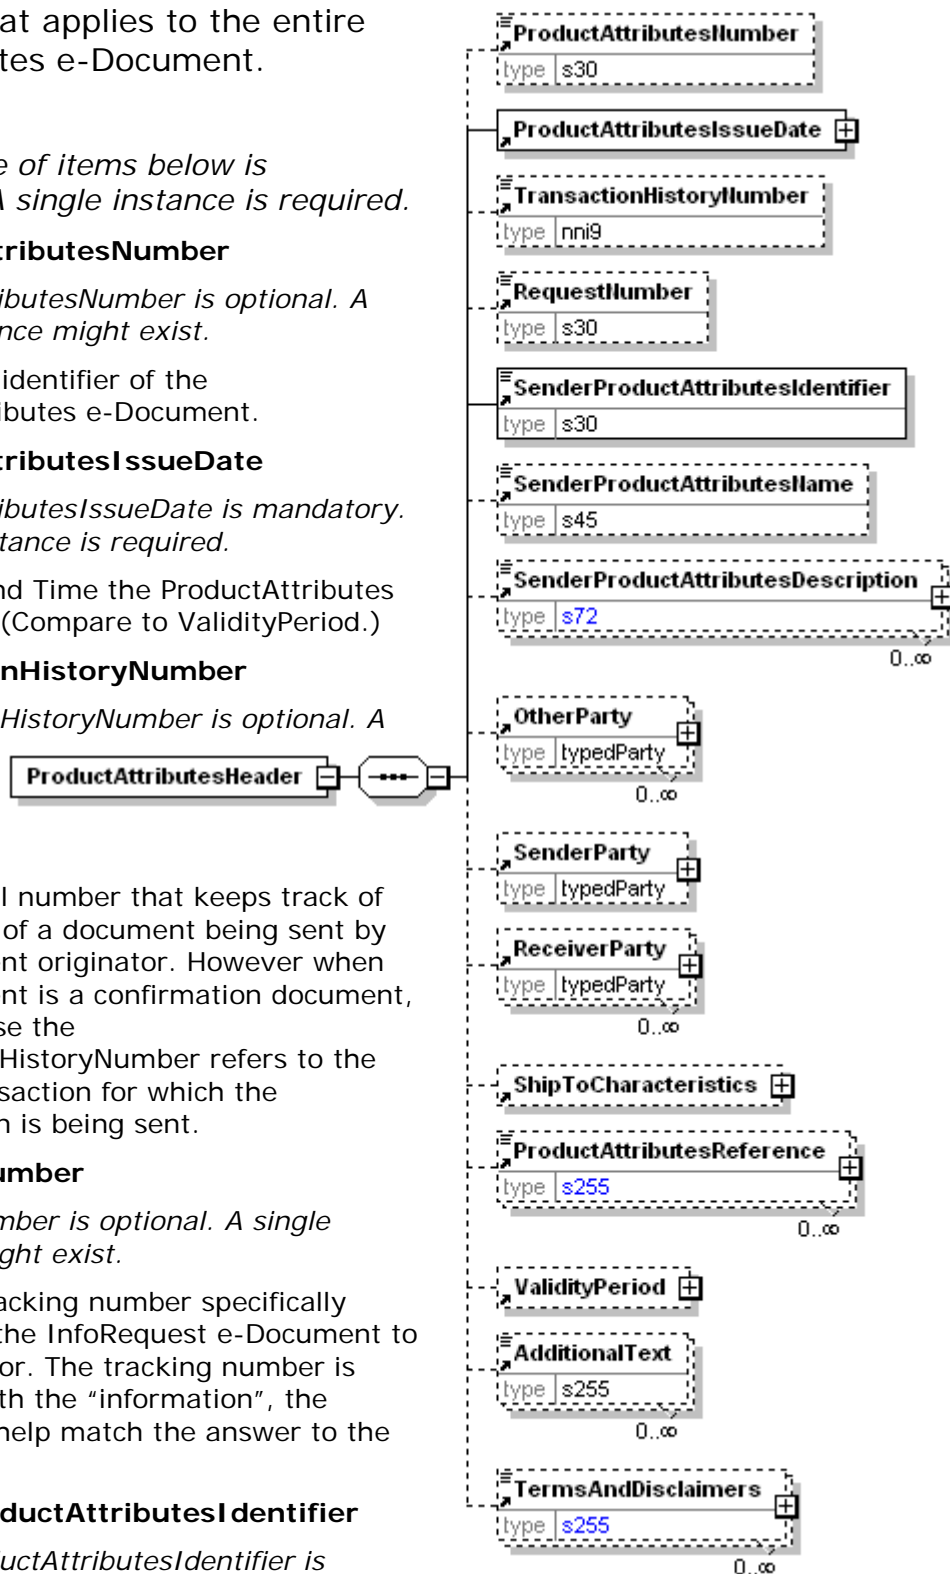 at applies to the entire
tes e-Document.
e of items below is
A single instance is required.
tributesNumber
ributesNumber is optional. A
nce might exist.
identifier of the
ibutes e-Document.
tributesIssueDate
ributesIssueDate is mandatory.
tance is required.
nd Time the ProductAttributes
(Compare to ValidityPeriod.)
nHistoryNumber
HistoryNumber is optional. A
ProductAttributesHeader
l number that keeps track of
of a document being sent by
ent originator. However when
ent is a confirmation document,
se the
HistoryNumber refers to the
saction for which the
n is being sent.
umber
mber is optional. A single
ght exist.
acking number specifically
the InfoRequest e-Document to
or. The tracking number is
th the "information", the
help match the answer to the
ductAttributesIdentifier
ductAttributesIdentifier is
ProductAttributesNumber
type s30
ProductAttributesIssueDate
TransactionHistoryNumber
type nni9
RequestNumber
type s30
SenderProductAttributesIdentifier
type s30
SenderProductAttributesName
type s45
SenderProductAttributesDescription
type s72
0..∞
OtherParty
type typedParty
0..∞
SenderParty
type typedParty
ReceiverParty
type typedParty
0..∞
ShipToCharacteristics
ProductAttributesReference
type s255
0..∞
ValidityPeriod
AdditionalText
type s255
0..∞
TermsAndDisclaimers
type s255
0..∞